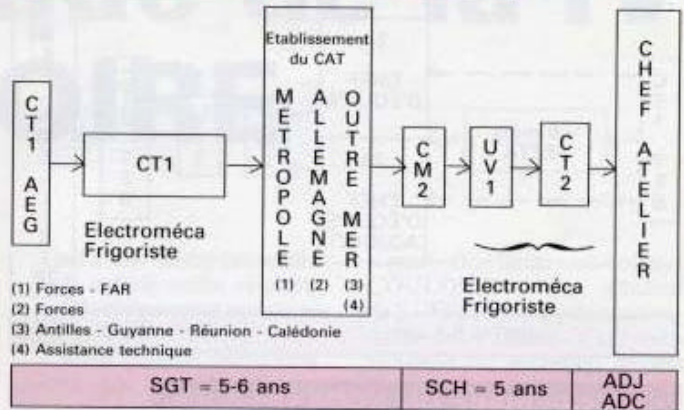 CT1 AEG
CT1
Electroméca
Frigoriste
Etablissement
du CAT
METROPOLE
(1)
ALLEMAGNE
(2)
OUTRE MER
(3)
(4)
CM2
UV1
CT2
Electroméca
Frigoriste
CHEF ATELIER
(1) Forces - FAR
(2) Forces
(3) Antilles - Guyanne - Réunion - Calédonie
(4) Assistance technique
SGT = 5-6 ans
SCH = 5 ans
ADJ
ADC